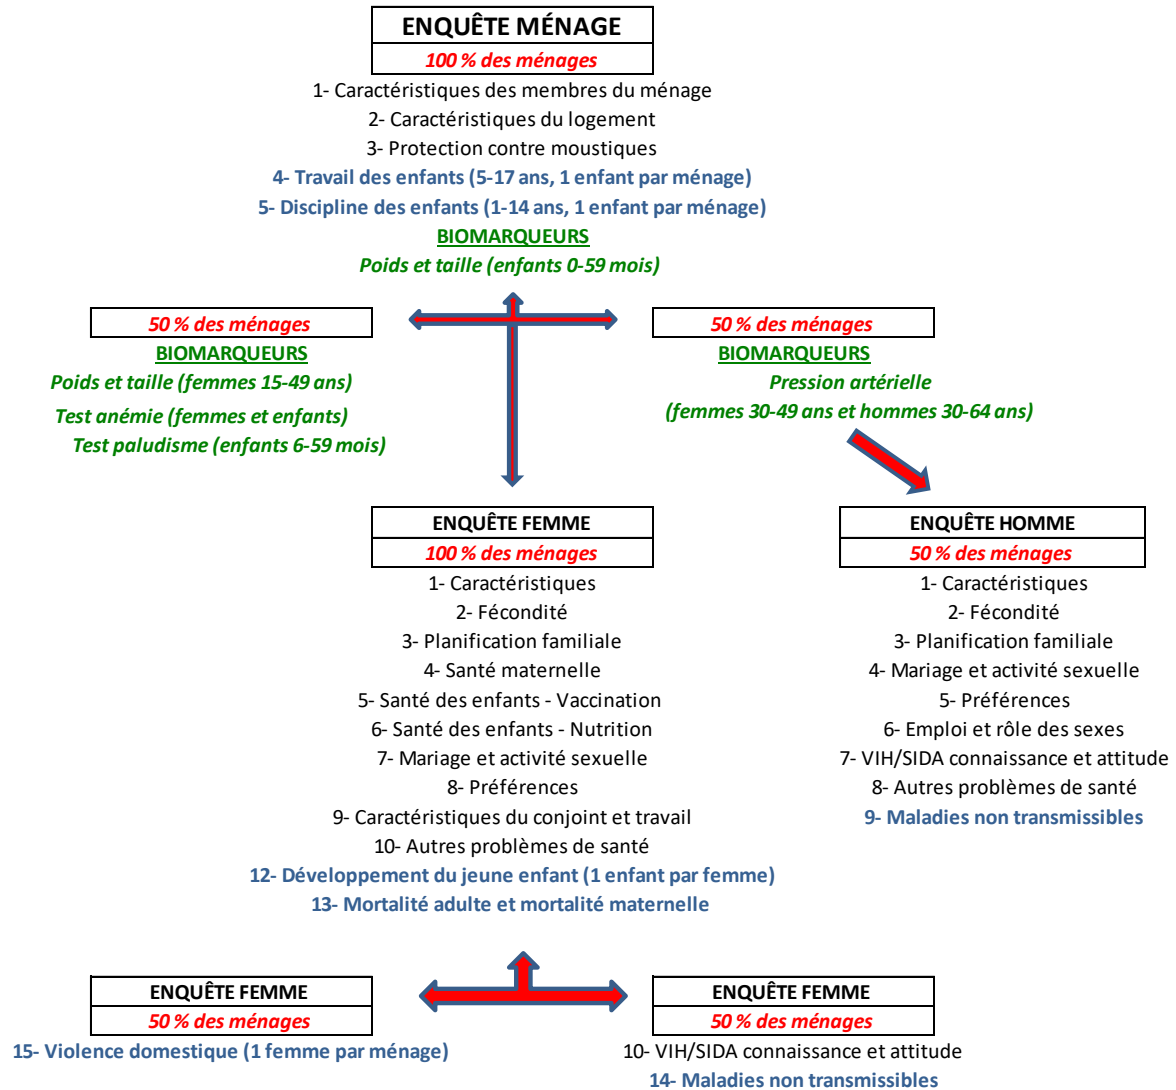 ENQUÊTE MÉNAGE
100 % des ménages
1- Caractéristiques des membres du ménage
2- Caractéristiques du logement
3- Protection contre moustiques
4- Travail des enfants (5-17 ans, 1 enfant par ménage)
5- Discipline des enfants (1-14 ans, 1 enfant par ménage)
BIOMARQUEURS
Poids et taille (enfants 0-59 mois)
50 % des ménages
BIOMARQUEURS
Poids et taille (femmes 15-49 ans)
Test anémie (femmes et enfants)
Test paludisme (enfants 6-59 mois)
50 % des ménages
BIOMARQUEURS
Pression artérielle
(femmes 30-49 ans et hommes 30-64 ans)
ENQUÊTE FEMME
100 % des ménages
1- Caractéristiques
2- Fécondité
3- Planification familiale
4- Santé maternelle
5- Santé des enfants - Vaccination
6- Santé des enfants - Nutrition
7- Mariage et activité sexuelle
8- Préférences
9- Caractéristiques du conjoint et travail
10- Autres problèmes de santé
12- Développement du jeune enfant (1 enfant par femme)
13- Mortalité adulte et mortalité maternelle
ENQUÊTE HOMME
50 % des ménages
1- Caractéristiques
2- Fécondité
3- Planification familiale
4- Mariage et activité sexuelle
5- Préférences
6- Emploi et rôle des sexes
7- VIH/SIDA connaissance et attitude
8- Autres problèmes de santé
9- Maladies non transmissibles
ENQUÊTE FEMME
50 % des ménages
15- Violence domestique (1 femme par ménage)
ENQUÊTE FEMME
50 % des ménages
10- VIH/SIDA connaissance et attitude
14- Maladies non transmissibles